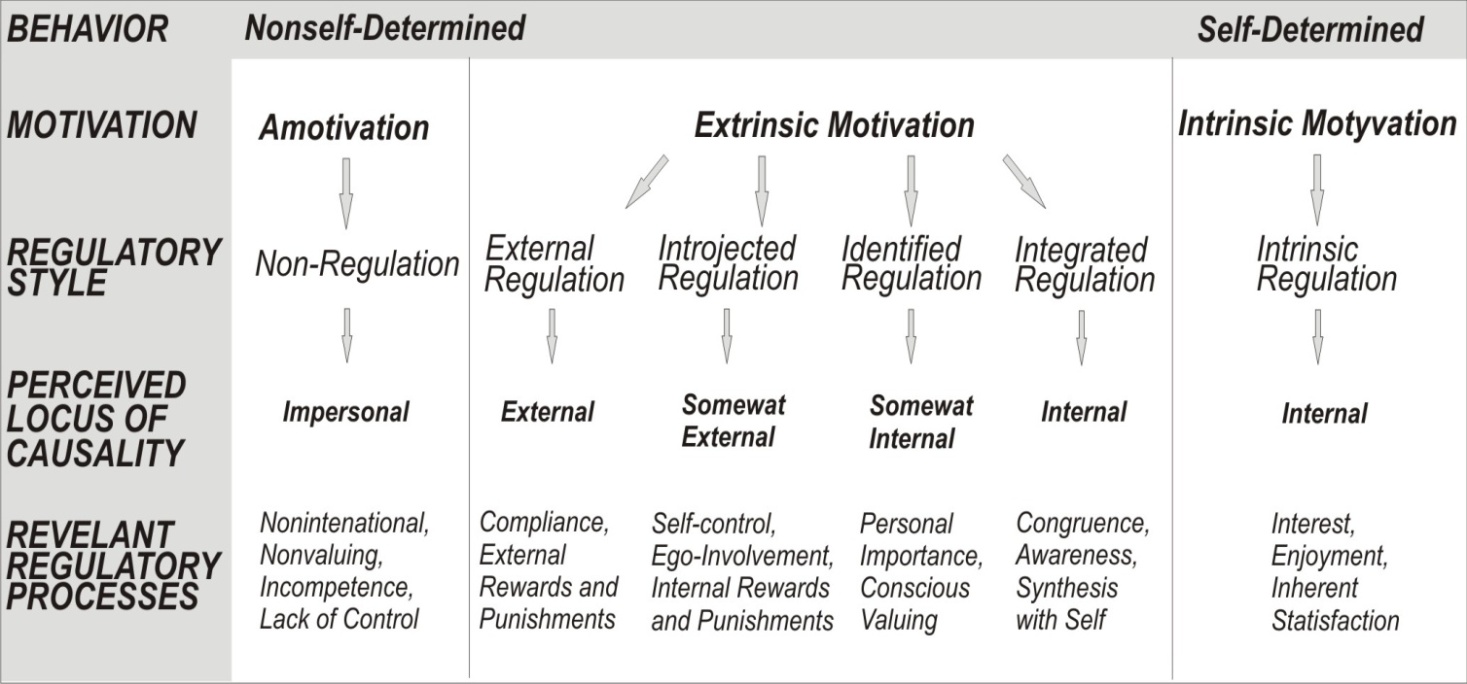 BEHAVIOR Nonself-Determined Self-Determined
MOTIVATION Amotivation Extrinsic Motivation Intrinsic Motyvation
REGULATORY
STYLE
Non-Regulation
External
Regulation
Introjected
Regulation
Identified
Regulation
Integrated
Regulation
Intrinsic
Regulation
PERCEIVED
LOCUS OF
CAUSALITY
Impersonal
External
Somewat
External
Somewat
Internal
Internal
Internal
REVELANT
REGULATORY
PROCESSES
Nonintenational,
Nonvaluing,
Incompetence,
Lack of Control
Compliance,
External
Rewards and
Punishments
Self-control,
Ego-Involvement,
Internal Rewards
and Punishments
Personal
Importance,
Conscious
Valuing
Congruence,
Awareness,
Synthesis
with Self
Interest,
Enjoyment,
Inherent
Statisfaction